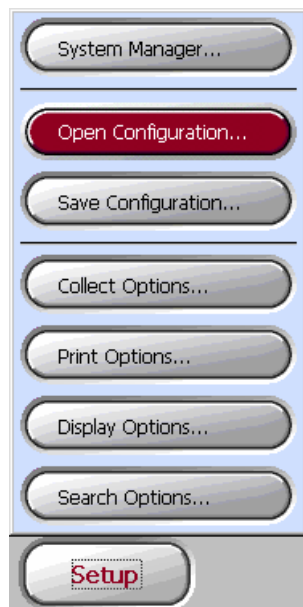 System Manager...
Open Configuration...
Save Configuration...
Collect Options...
Print Options...
Display Options...
Search Options...
Setup